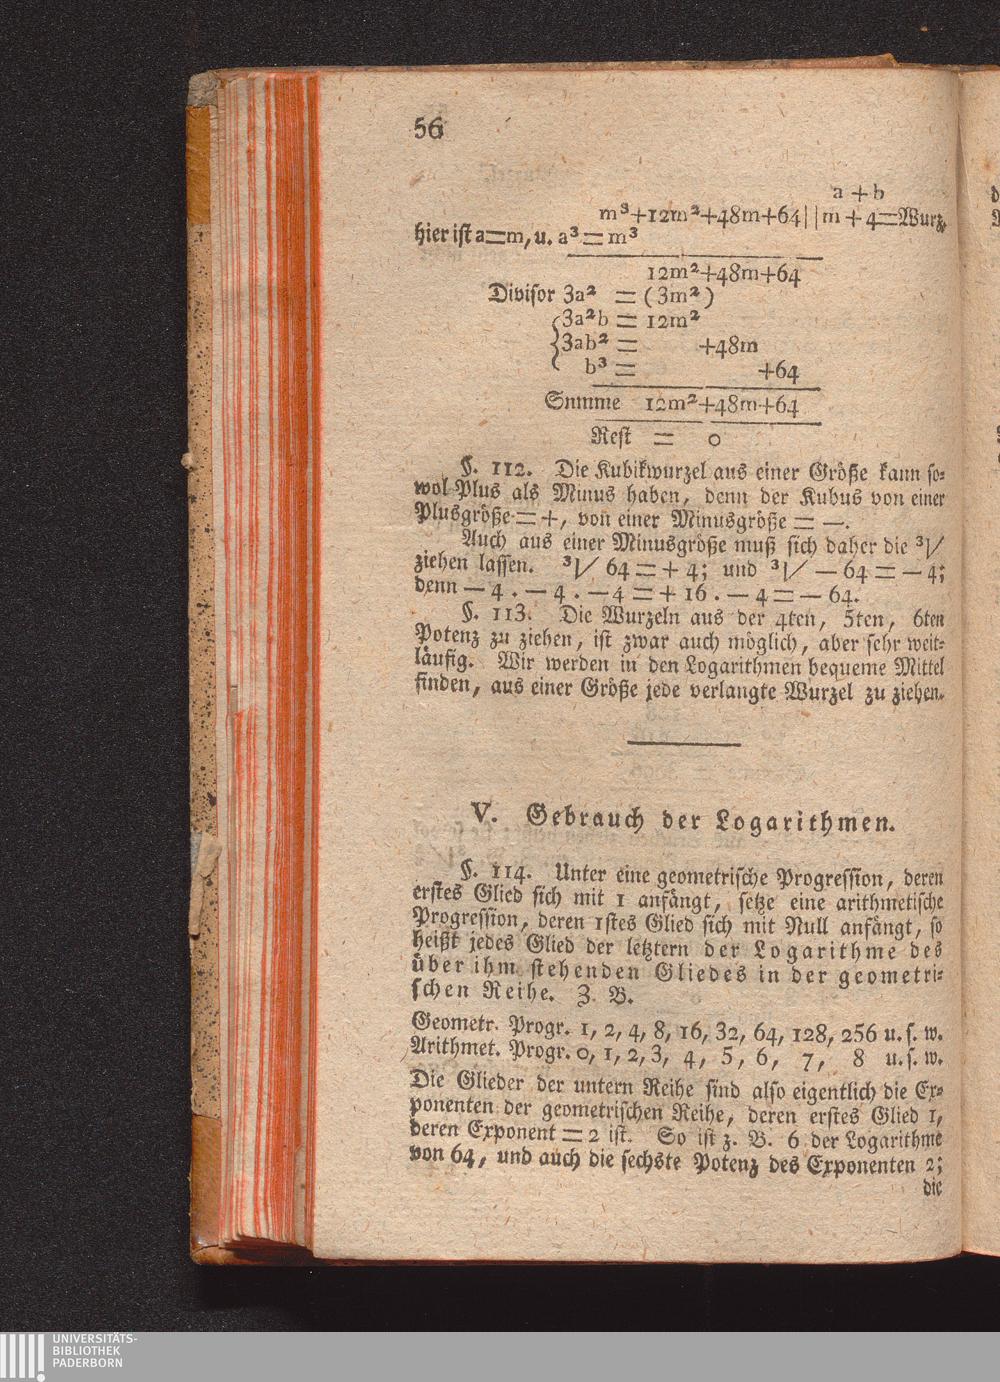 56
a + b
m³+12m²+48m+64||m+4=Wurz.
hier ist a=m, u. a³=m³
12m²+48m+64
Divisor 3a² = (3m²)
3a²b = 12m²
3ab² = +48m
b³ = +64
Summe 12m²+48m+64
Rest = 0
§. 112. Die Kubikwurzel aus einer Größe kann so-
wol Plus als Minus haben, denn der Kubus von einer
Plusgröße = +, von einer Minusgröße = —.
Auch aus einer Minusgröße muß sich daher die ³√
ziehen lassen. ³√ 64 = + 4; und ³√ — 64 = — 4;
denn — 4 . — 4 . — 4 = + 16 . — 4 = — 64.
§. 113. Die Wurzeln aus der 4ten, 5ten, 6ten
Potenz zu ziehen, ist zwar auch möglich, aber sehr weit-
läufig. Wir werden in den Logarithmen bequeme Mittel
finden, aus einer Größe jede verlangte Wurzel zu ziehen.
V. Gebrauch der Logarithmen.
§. 114. Unter eine geometrische Progression, deren
erstes Glied sich mit 1 anfängt, setze eine arithmetische
Progression, deren 1stes Glied sich mit Null anfängt, so
heißt jedes Glied der letztern der Logarithme des
über ihm stehenden Gliedes in der geometri-
schen Reihe. Z. B.
Geometr. Progr. 1, 2, 4, 8, 16, 32, 64, 128, 256 u. s. w.
Arithmet. Progr. 0, 1, 2, 3, 4, 5, 6, 7, 8 u. s. w.
Die Glieder der untern Reihe sind also eigentlich die Ex-
ponenten der geometrischen Reihe, deren erstes Glied 1,
deren Exponent = 2 ist. So ist z. B. 6 der Logarithme
von 64, und auch die sechste Potenz des Exponenten 2;
die
UNIVERSITÄTS-
BIBLIOTHEK
PADERBORN